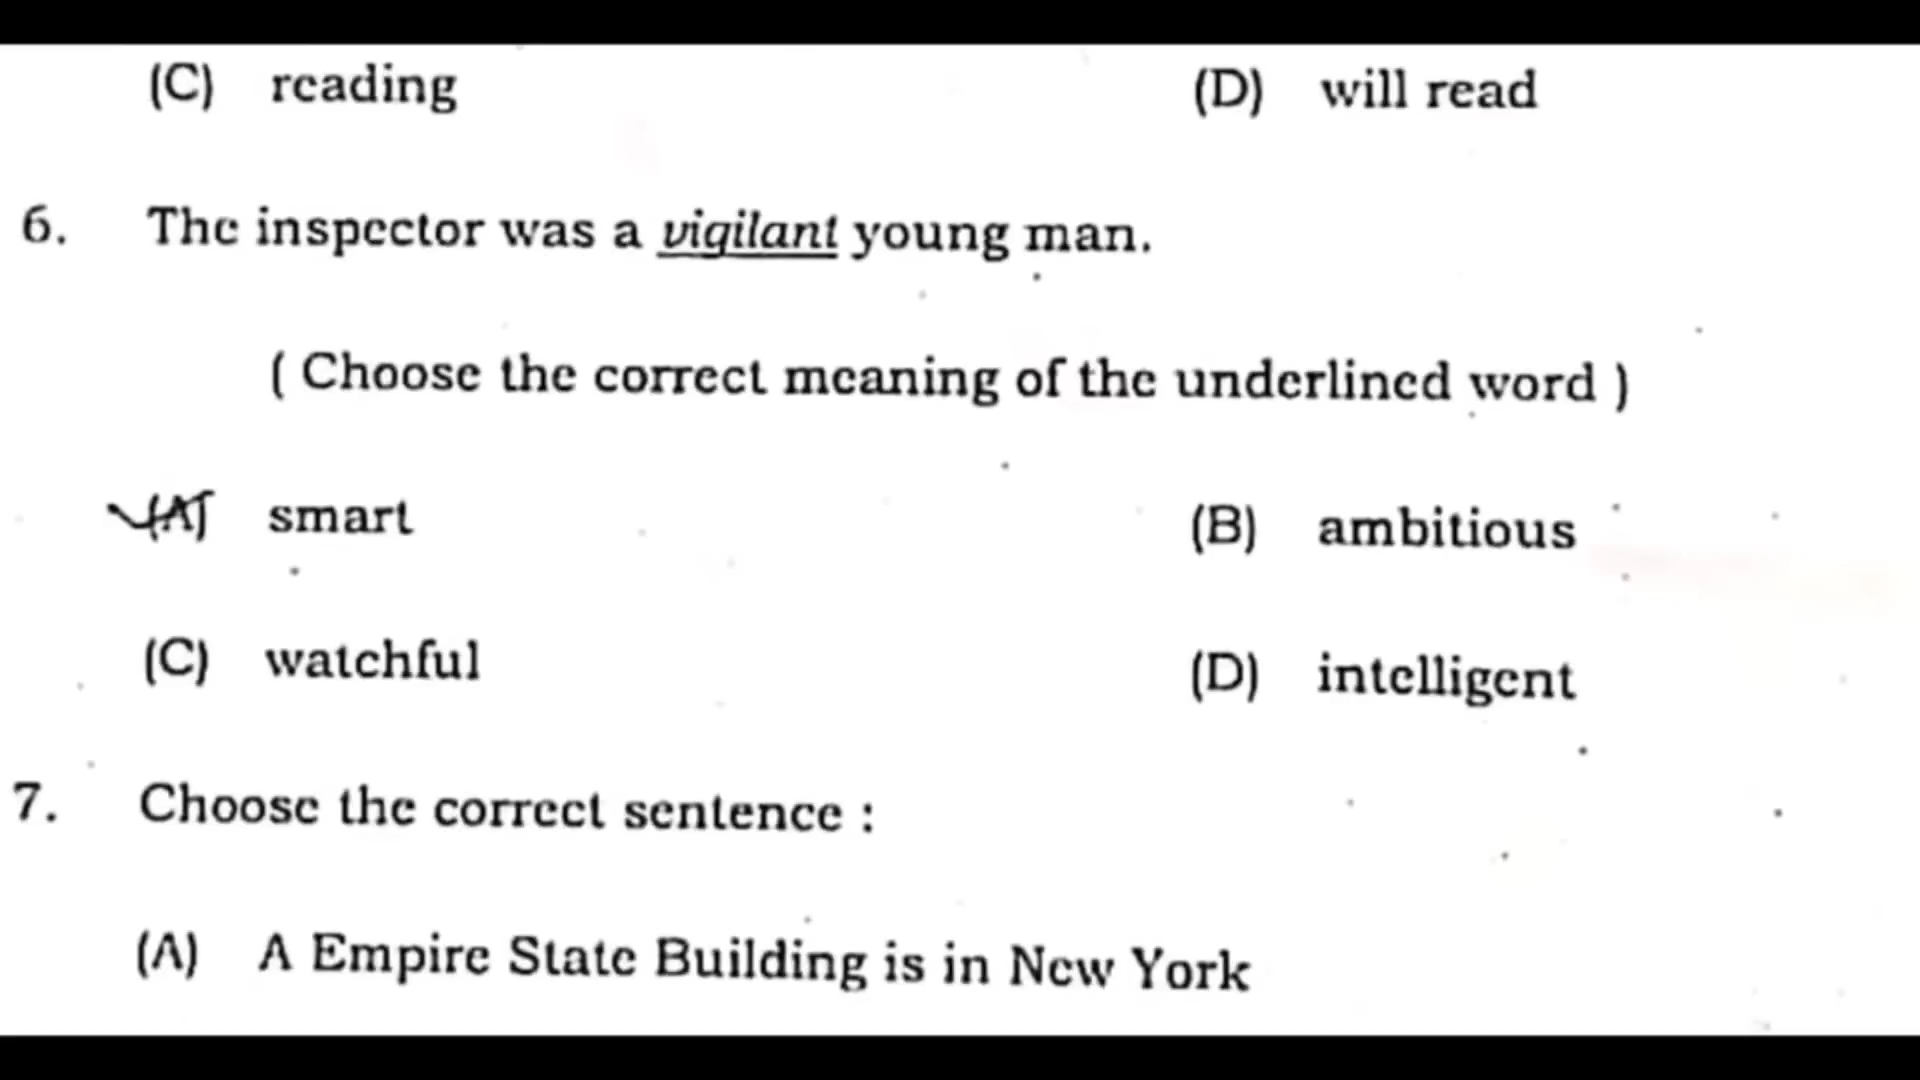 (C) reading (D) will read
6. The inspector was a vigilant young man.
( Choose the correct meaning of the underlined word )
(A) smart (B) ambitious
(C) watchful (D) intelligent
7. Choose the correct sentence :
(A) A Empire State Building is in New York